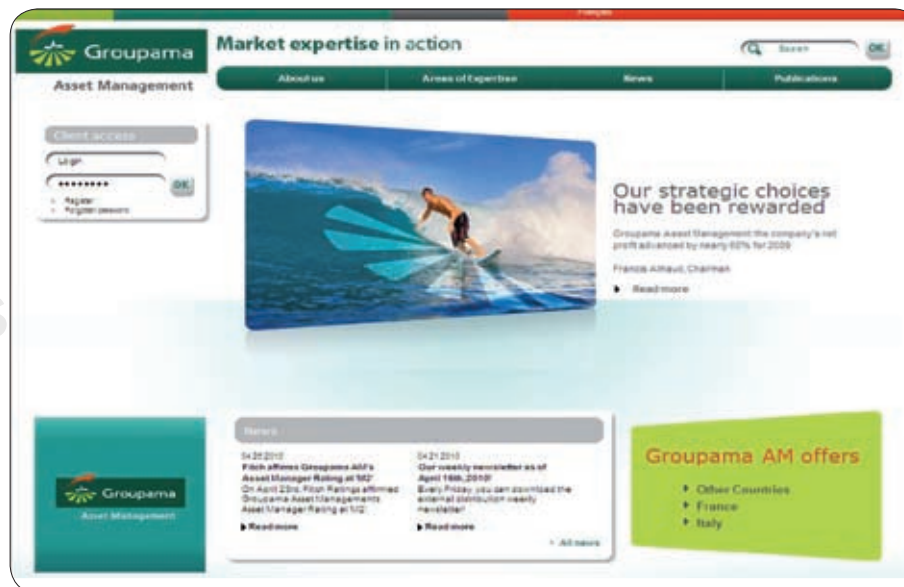 Français
Groupama
Asset Management
Market expertise in action
Search
OK
About us
Areas of Expertise
News
Publications
Client access
Login
••••••••
OK
Register
Forgotten password
Our strategic choices
have been rewarded
Groupama Asset Management the company's net
profit advanced by nearly 60% for 2009
Francis Ailhaud, Chairman
Read more
Groupama
Asset Management
News
04.26.2010
Fitch affirms Groupama AM's
Asset Manager Rating at 'M2'
On April 23rd, Fitch Ratings affirmed
Groupama Asset Management's
Asset Manager Rating at 'M2'.
Read more
04.21.2010
Our weekly newsletter as of
April 16th, 2010!
Every Friday, you can download the
external distribution weekly
newsletter!
Read more
All news
Groupama AM offers
Other Countries
France
Italy